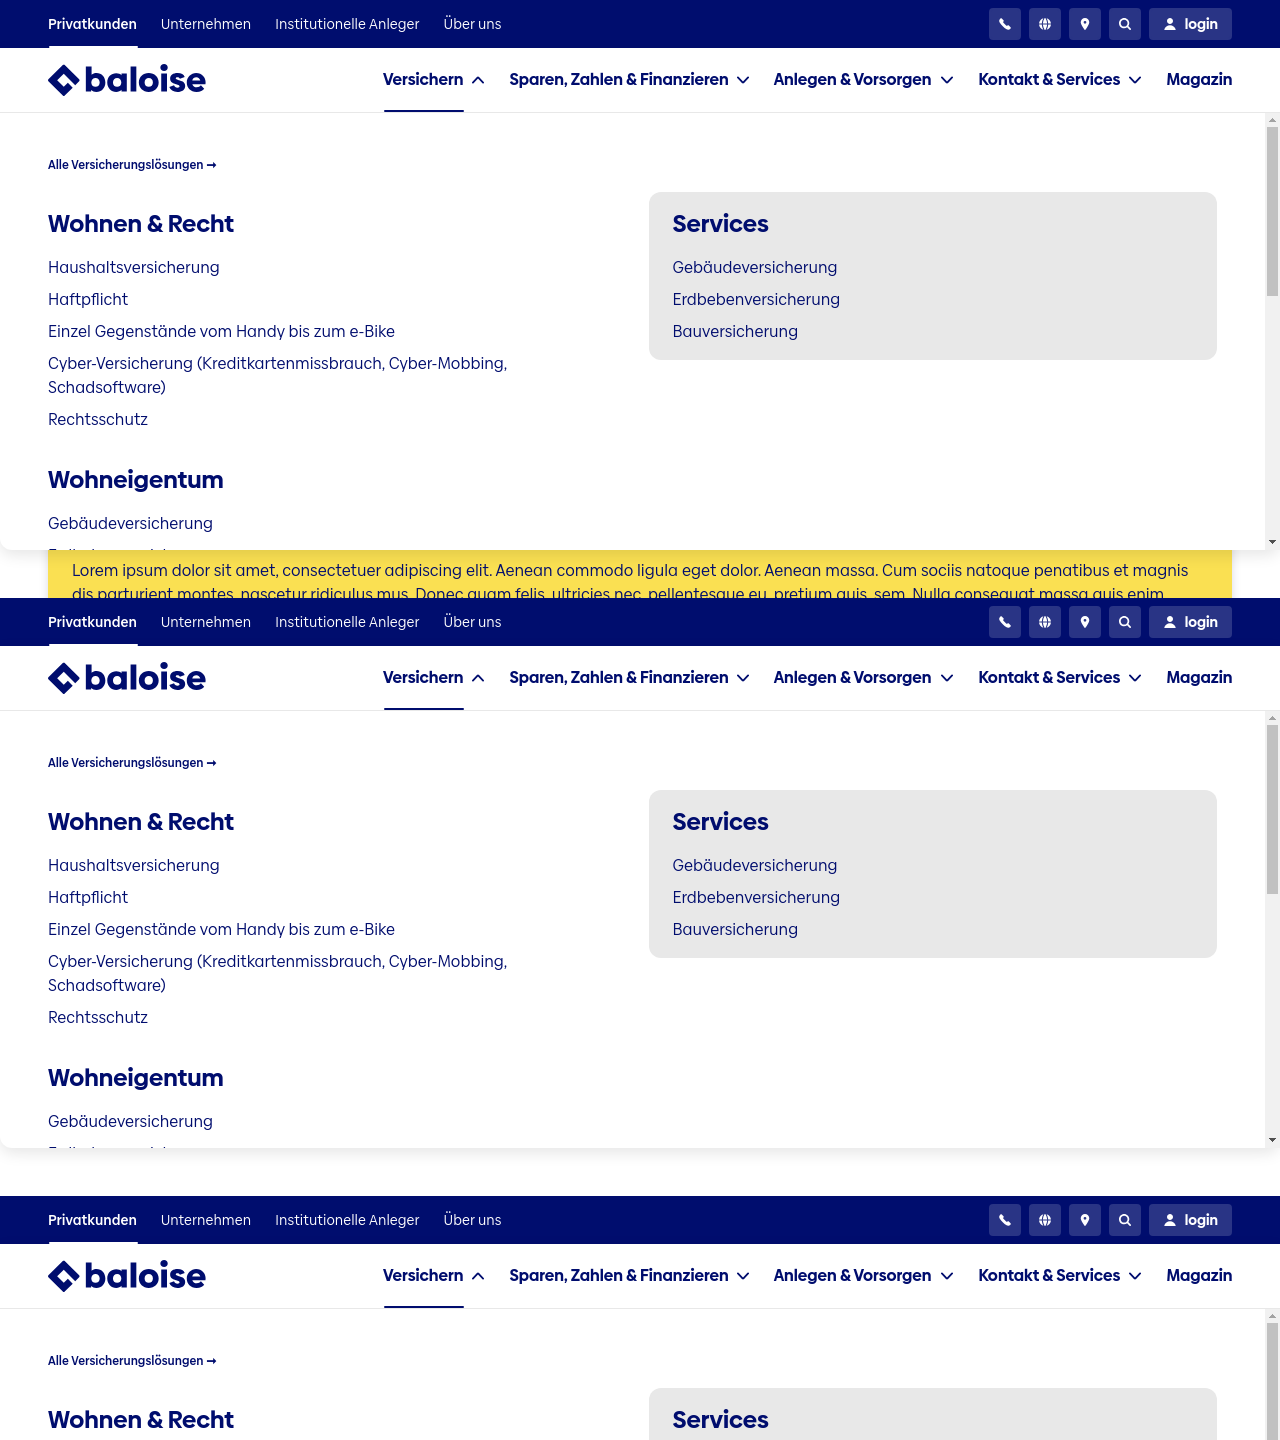 Privatkunden Unternehmen Institutionelle Anleger Über uns login
baloise Versichern Sparen, Zahlen & Finanzieren Anlegen & Vorsorgen Kontakt & Services Magazin
Alle Versicherungslösungen →
Wohnen & Recht
Haushaltsversicherung
Haftpflicht
Einzel Gegenstände vom Handy bis zum e-Bike
Cyber-Versicherung (Kreditkartenmissbrauch, Cyber-Mobbing,
Schadsoftware)
Rechtsschutz
Services
Gebäudeversicherung
Erdbebenversicherung
Bauversicherung
Wohneigentum
Gebäudeversicherung
Lorem ipsum dolor sit amet, consectetuer adipiscing elit. Aenean commodo ligula eget dolor. Aenean massa. Cum sociis natoque penatibus et magnis
dis parturient montes, nascetur ridiculus mus. Donec quam felis, ultricies nec, pellentesque eu, pretium quis, sem. Nulla consequat massa quis enim.
Privatkunden Unternehmen Institutionelle Anleger Über uns login
baloise Versichern Sparen, Zahlen & Finanzieren Anlegen & Vorsorgen Kontakt & Services Magazin
Alle Versicherungslösungen →
Wohnen & Recht
Haushaltsversicherung
Haftpflicht
Einzel Gegenstände vom Handy bis zum e-Bike
Cyber-Versicherung (Kreditkartenmissbrauch, Cyber-Mobbing,
Schadsoftware)
Rechtsschutz
Services
Gebäudeversicherung
Erdbebenversicherung
Bauversicherung
Wohneigentum
Gebäudeversicherung
Privatkunden Unternehmen Institutionelle Anleger Über uns login
baloise Versichern Sparen, Zahlen & Finanzieren Anlegen & Vorsorgen Kontakt & Services Magazin
Alle Versicherungslösungen →
Wohnen & Recht
Services